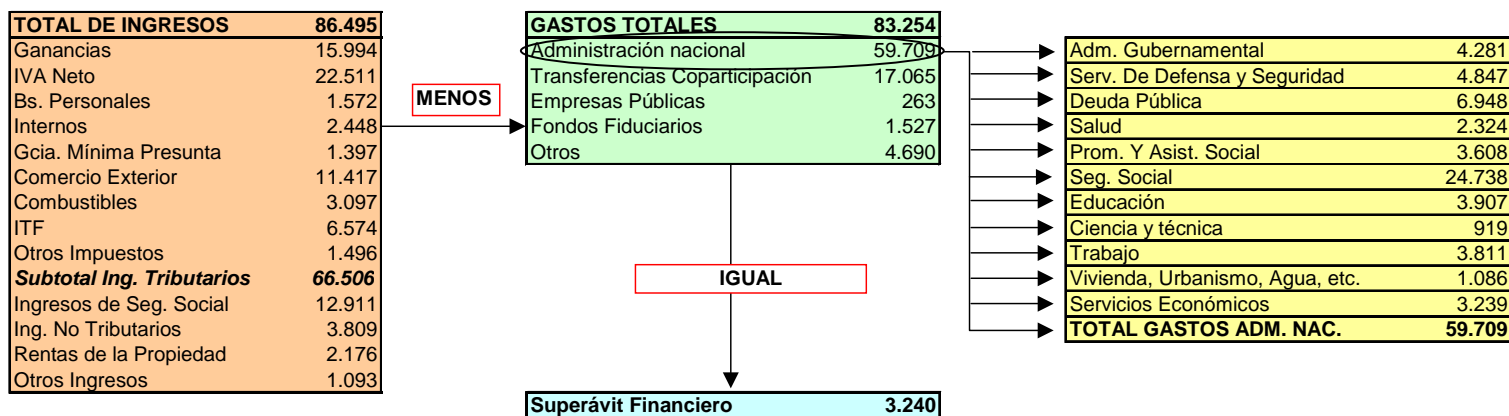 TOTAL DE INGRESOS 86.495
Ganancias 15.994
IVA Neto 22.511
Bs. Personales 1.572
Internos 2.448
Gcia. Mínima Presunta 1.397
Comercio Exterior 11.417
Combustibles 3.097
ITF 6.574
Otros Impuestos 1.496
Subtotal Ing. Tributarios 66.506
Ingresos de Seg. Social 12.911
Ing. No Tributarios 3.809
Rentas de la Propiedad 2.176
Otros Ingresos 1.093
MENOS
GASTOS TOTALES 83.254
Administración nacional 59.709
Transferencias Coparticipación 17.065
Empresas Públicas 263
Fondos Fiduciarios 1.527
Otros 4.690
IGUAL
Superávit Financiero 3.240
Adm. Gubernamental 4.281
Serv. De Defensa y Seguridad 4.847
Deuda Pública 6.948
Salud 2.324
Prom. Y Asist. Social 3.608
Seg. Social 24.738
Educación 3.907
Ciencia y técnica 919
Trabajo 3.811
Vivienda, Urbanismo, Agua, etc. 1.086
Servicios Económicos 3.239
TOTAL GASTOS ADM. NAC. 59.709